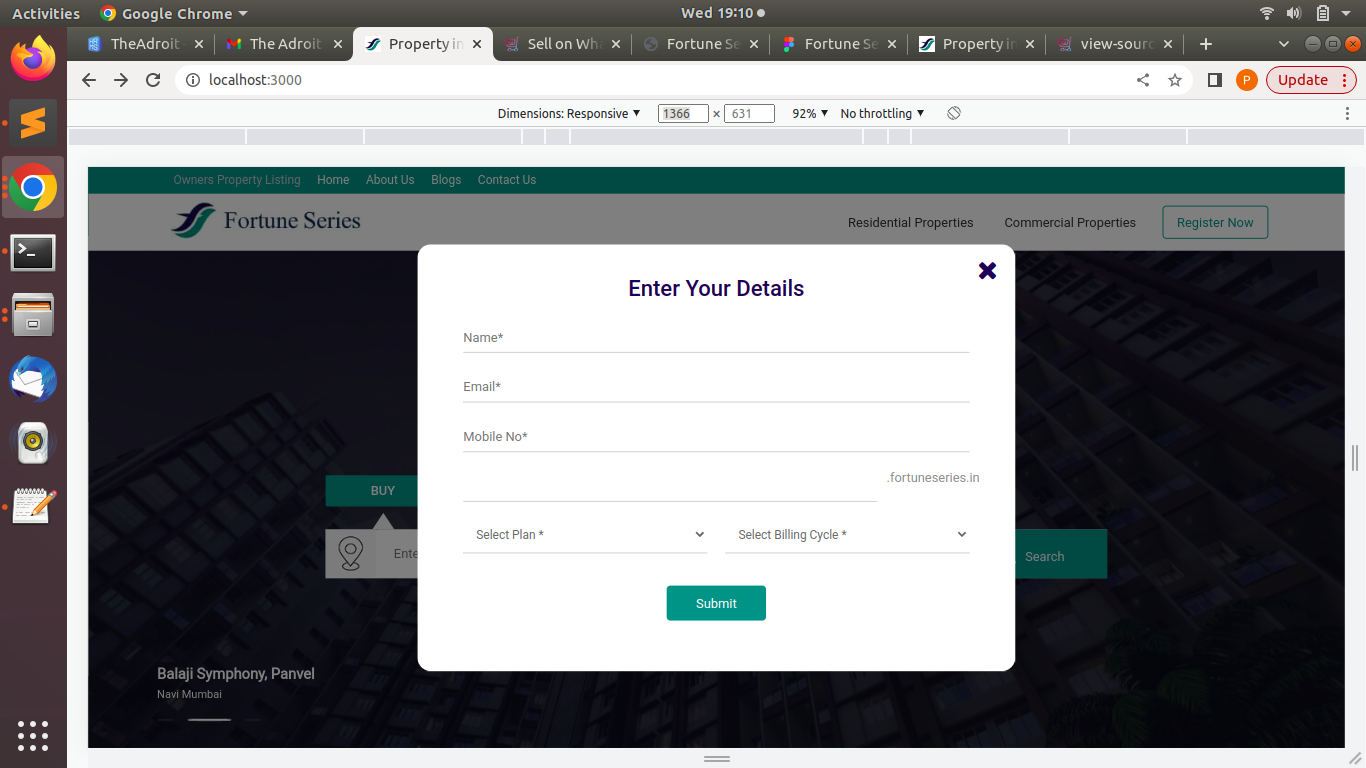 Activities Google Chrome Wed 19:10
TheAdroit The Adroit Property in Sell on Wha Fortune Se Fortune Se Property in view-sourc
localhost:3000 P Update
Dimensions: Responsive 1366 × 631 92% No throttling
Owners Property Listing Home About Us Blogs Contact Us
Fortune Series Residential Properties Commercial Properties Register Now
Enter Your Details
Name*
Email*
Mobile No*
.fortuneseries.in
BUY
Select Plan * Select Billing Cycle *
Ente Search
Submit
Balaji Symphony, Panvel
Navi Mumbai